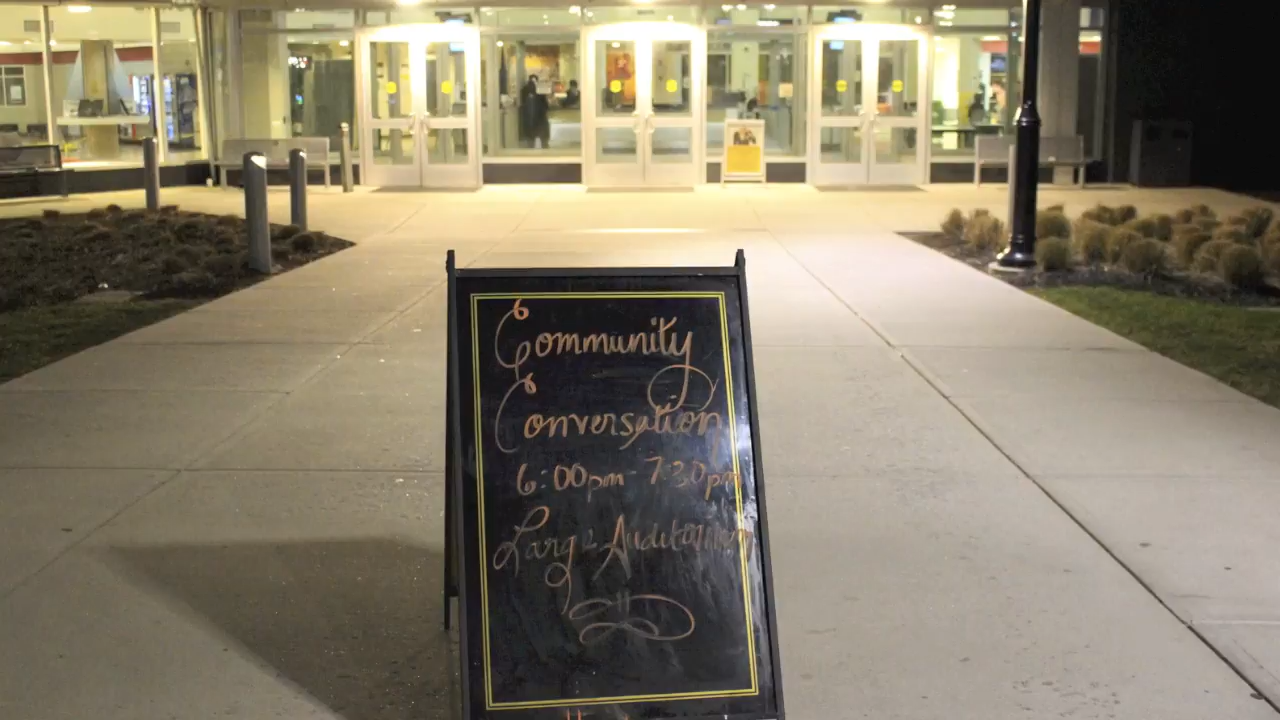 Community
Conversation
6:00pm - 7:30pm
Large Auditorium